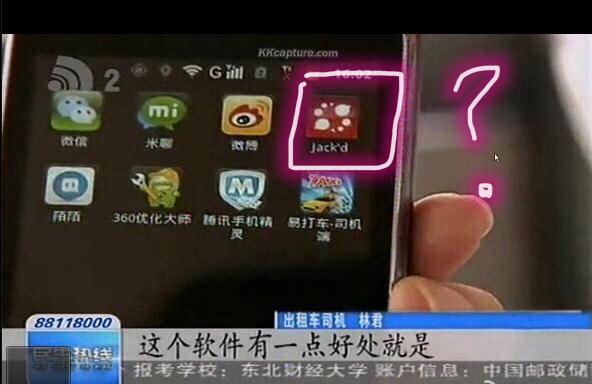 KKcapture.com
2
G 16:02
微信 米聊 微博 Jack'd
陌陌 360优化大师 腾讯手机精灵 易打车-司机端
?
88118000
出租车司机 林君
民生热线
这个软件有一点好处就是
报考学校：东北财经大学 账户信息：中国邮政储